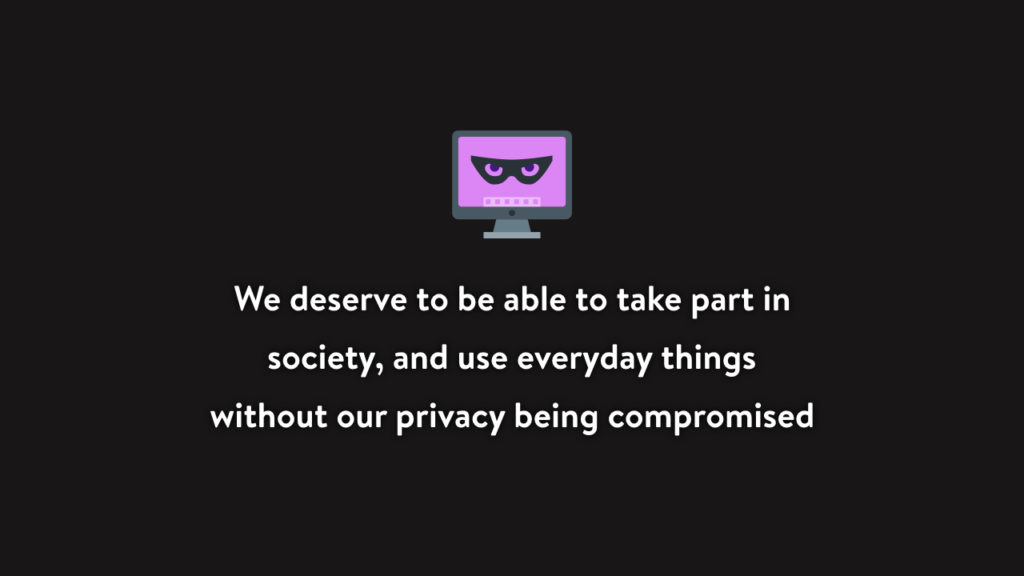 We deserve to be able to take part in
society, and use everyday things
without our privacy being compromised